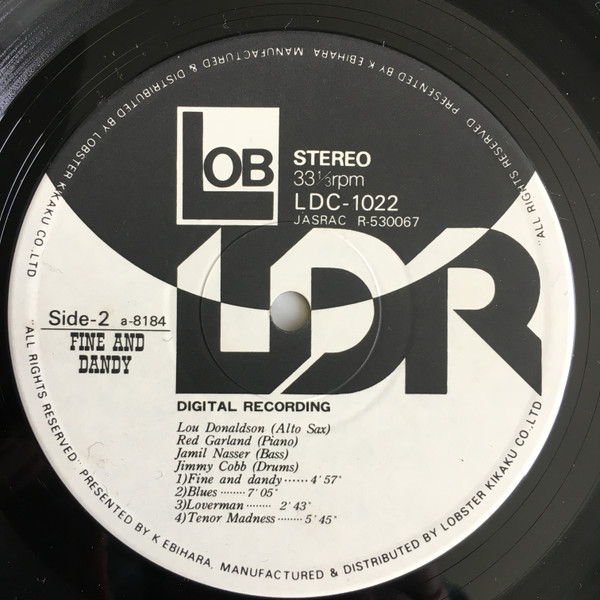 LOB
STEREO
33⅓rpm
LDC-1022
JASRAC R-530067
LDR
Side-2 a-8184
FINE AND
DANDY
DIGITAL RECORDING
Lou Donaldson (Alto Sax)
Red Garland (Piano)
Jamil Nasser (Bass)
Jimmy Cobb (Drums)
1)Fine and dandy ······ 4'57"
2)Blues ········ 7'05"
3)Loverman ······· 2'43"
4)Tenor Madness ········ 5'45"
"ALL RIGHTS RESERVED" PRESENTED BY K EBIHARA, MANUFACTURED & DISTRIBUTED BY LOBSTER KIKAKU CO.,LTD
"ALL RIGHTS RESERVED PRESENTED BY K EBIHARA MANUFACTURED & DISTRIBUTED BY LOBSTER KIKAKU CO.,LTD